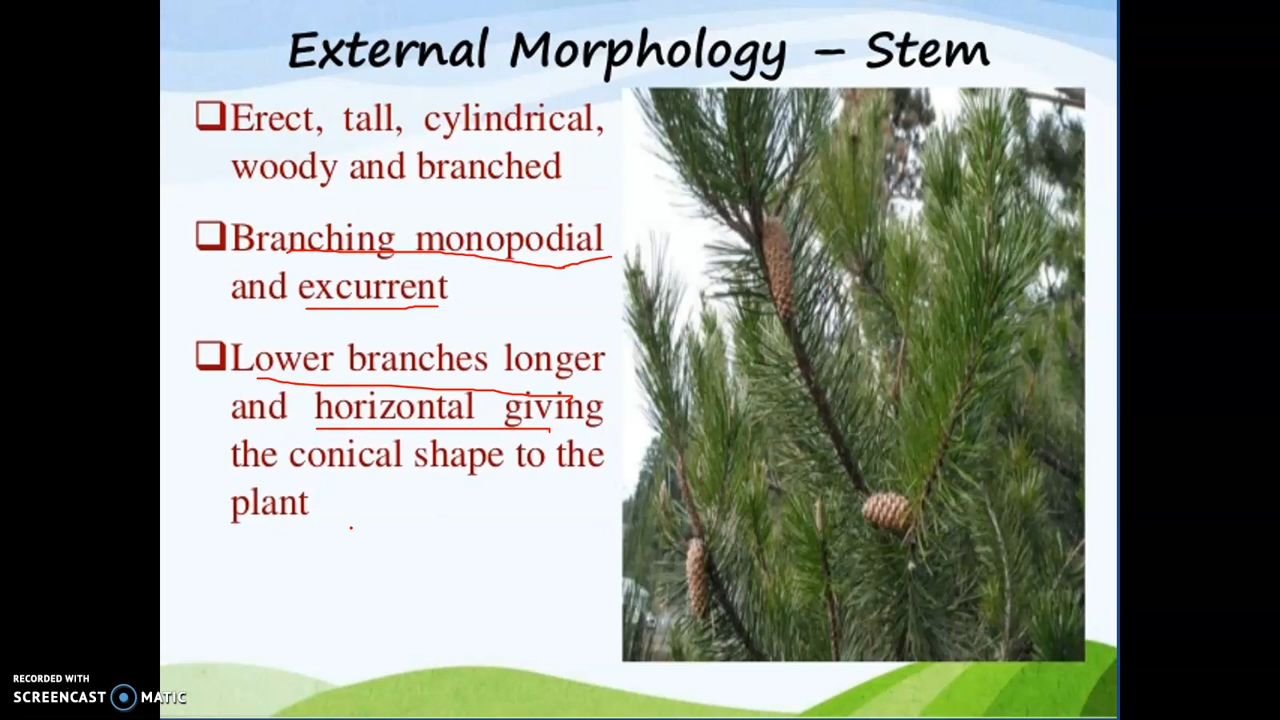 External Morphology – Stem
Erect, tall, cylindrical,
woody and branched
Branching monopodial
and excurrent
Lower branches longer
and horizontal giving
the conical shape to the
plant
RECORDED WITH
SCREENCAST MATIC